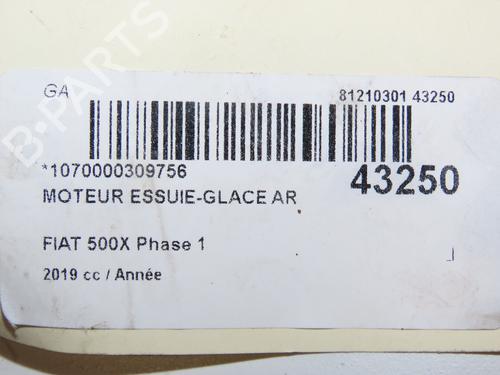 GA
81210301 43250
*1070000309756
43250
MOTEUR ESSUIE-GLACE AR
FIAT 500X Phase 1
2019 cc / Année
B-PARTS